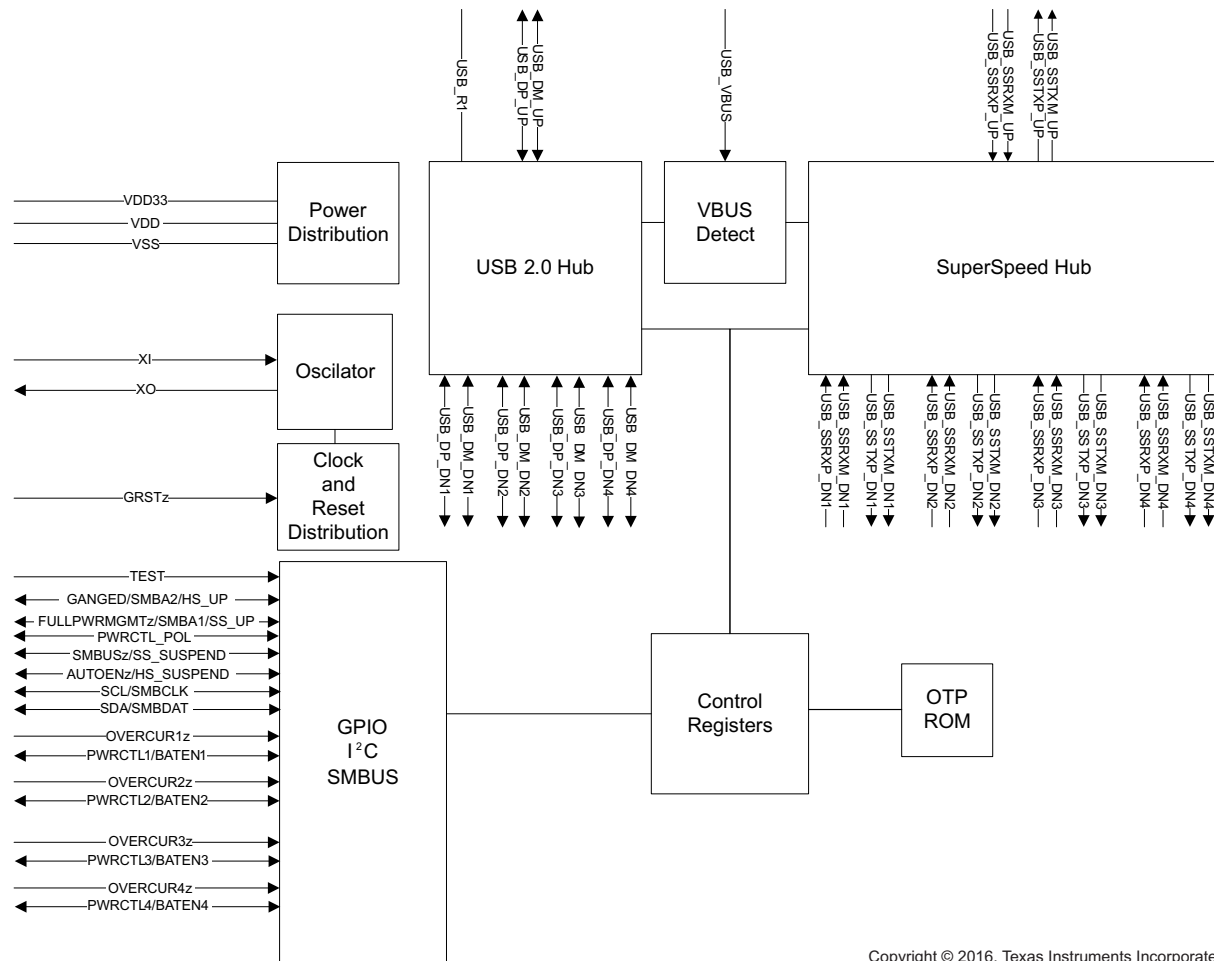 USB_R1
USB_DP_UP
USB_DM_UP
USB_VBUS
USB_SSRXP_UP
USB_SSRXM_UP
USB_SSTXP_UP
USB_SSTXM_UP
VDD33
VDD
VSS
Power
Distribution
USB 2.0 Hub
VBUS
Detect
SuperSpeed Hub
XI
XO
Oscilator
GRSTz
Clock
and
Reset
Distribution
USB_DP_DN1
USB_DM_DN1
USB_DP_DN2
USB_DM_DN2
USB_DP_DN3
USB_DM_DN3
USB_DP_DN4
USB_DM_DN4
USB_SSRXP_DN1
USB_SSRXM_DN1
USB_SSTXP_DN1
USB_SSTXM_DN1
USB_SSRXP_DN2
USB_SSRXM_DN2
USB_SSTXP_DN2
USB_SSTXM_DN2
USB_SSRXP_DN3
USB_SSRXM_DN3
USB_SSTXP_DN3
USB_SSTXM_DN3
USB_SSRXP_DN4
USB_SSRXM_DN4
USB_SSTXP_DN4
USB_SSTXM_DN4
TEST
GANGED/SMBA2/HS_UP
FULLPWRMGMTz/SMBA1/SS_UP
PWRCTL_POL
SMBUSz/SS_SUSPEND
AUTOENz/HS_SUSPEND
SCL/SMBCLK
SDA/SMBDAT
OVERCUR1z
PWRCTL1/BATEN1
OVERCUR2z
PWRCTL2/BATEN2
OVERCUR3z
PWRCTL3/BATEN3
OVERCUR4z
PWRCTL4/BATEN4
GPIO
I²C
SMBUS
Control
Registers
OTP
ROM
Copyright © 2016, Texas Instruments Incorporate